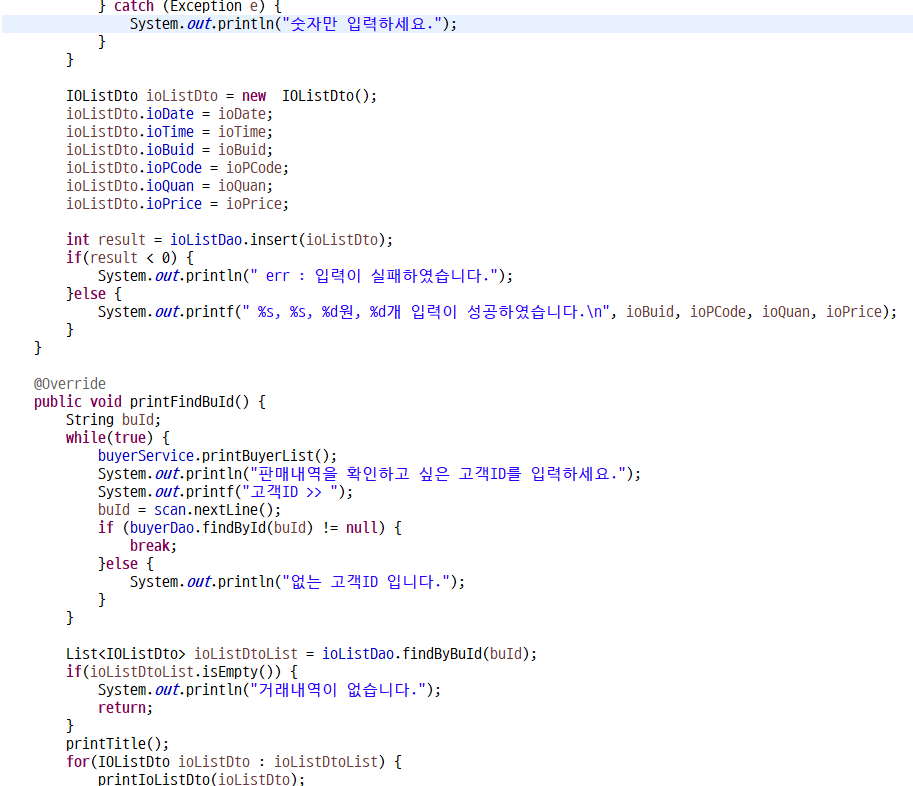 } catch (Exception e) {
System.out.println("숫자만 입력하세요.");
}
}
IOListDto ioListDto = new  IOListDto();
ioListDto.ioDate = ioDate;
ioListDto.ioTime = ioTime;
ioListDto.ioBuid = ioBuid;
ioListDto.ioPCode = ioPCode;
ioListDto.ioQuan = ioQuan;
ioListDto.ioPrice = ioPrice;
int result = ioListDao.insert(ioListDto);
if(result < 0) {
System.out.println(" err : 입력이 실패하였습니다.");
}else {
System.out.printf(" %s, %s, %d원, %d개 입력이 성공하였습니다.\n", ioBuid, ioPCode, ioQuan, ioPrice);
}
}
@Override
public void printFindBuId() {
String buId;
while(true) {
buyerService.printBuyerList();
System.out.println("판매내역을 확인하고 싶은 고객ID를 입력하세요.");
System.out.printf("고객ID >> ");
buId = scan.nextLine();
if (buyerDao.findById(buId) != null) {
break;
}else {
System.out.println("없는 고객ID 입니다.");
}
}
List<IOListDto> ioListDtoList = ioListDao.findByBuId(buId);
if(ioListDtoList.isEmpty()) {
System.out.println("거래내역이 없습니다.");
return;
}
printTitle();
for(IOListDto ioListDto : ioListDtoList) {
printIoListDto(ioListDto);